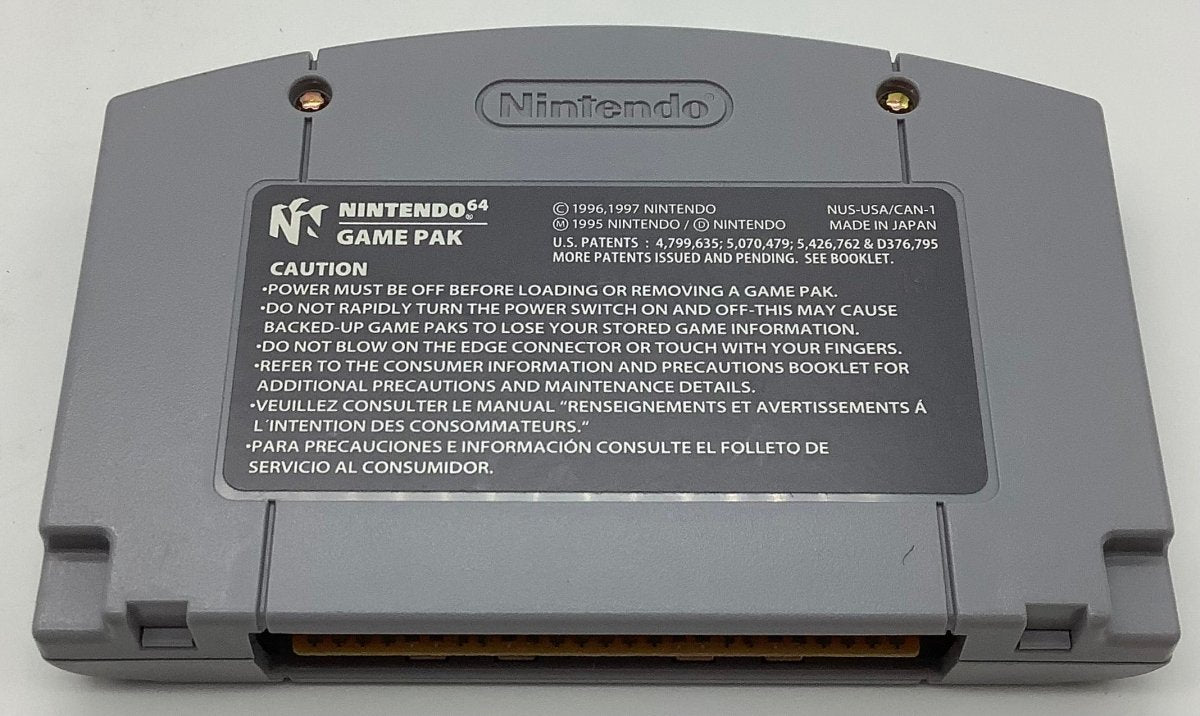 Nintendo®
NINTENDO64®
GAME PAK
© 1996,1997 NINTENDO
Ⓜ 1995 NINTENDO / Ⓓ NINTENDO
NUS-USA/CAN-1
MADE IN JAPAN
U.S. PATENTS : 4,799,635; 5,070,479; 5,426,762 & D376,795
MORE PATENTS ISSUED AND PENDING. SEE BOOKLET.
CAUTION
•POWER MUST BE OFF BEFORE LOADING OR REMOVING A GAME PAK.
•DO NOT RAPIDLY TURN THE POWER SWITCH ON AND OFF-THIS MAY CAUSE
BACKED-UP GAME PAKS TO LOSE YOUR STORED GAME INFORMATION.
•DO NOT BLOW ON THE EDGE CONNECTOR OR TOUCH WITH YOUR FINGERS.
•REFER TO THE CONSUMER INFORMATION AND PRECAUTIONS BOOKLET FOR
ADDITIONAL PRECAUTIONS AND MAINTENANCE DETAILS.
•VEUILLEZ CONSULTER LE MANUAL “RENSEIGNEMENTS ET AVERTISSEMENTS Á
L´INTENTION DES CONSOMMATEURS.“
•PARA PRECAUCIONES E INFORMACIÓN CONSULTE EL FOLLETO DE
SERVICIO AL CONSUMIDOR.